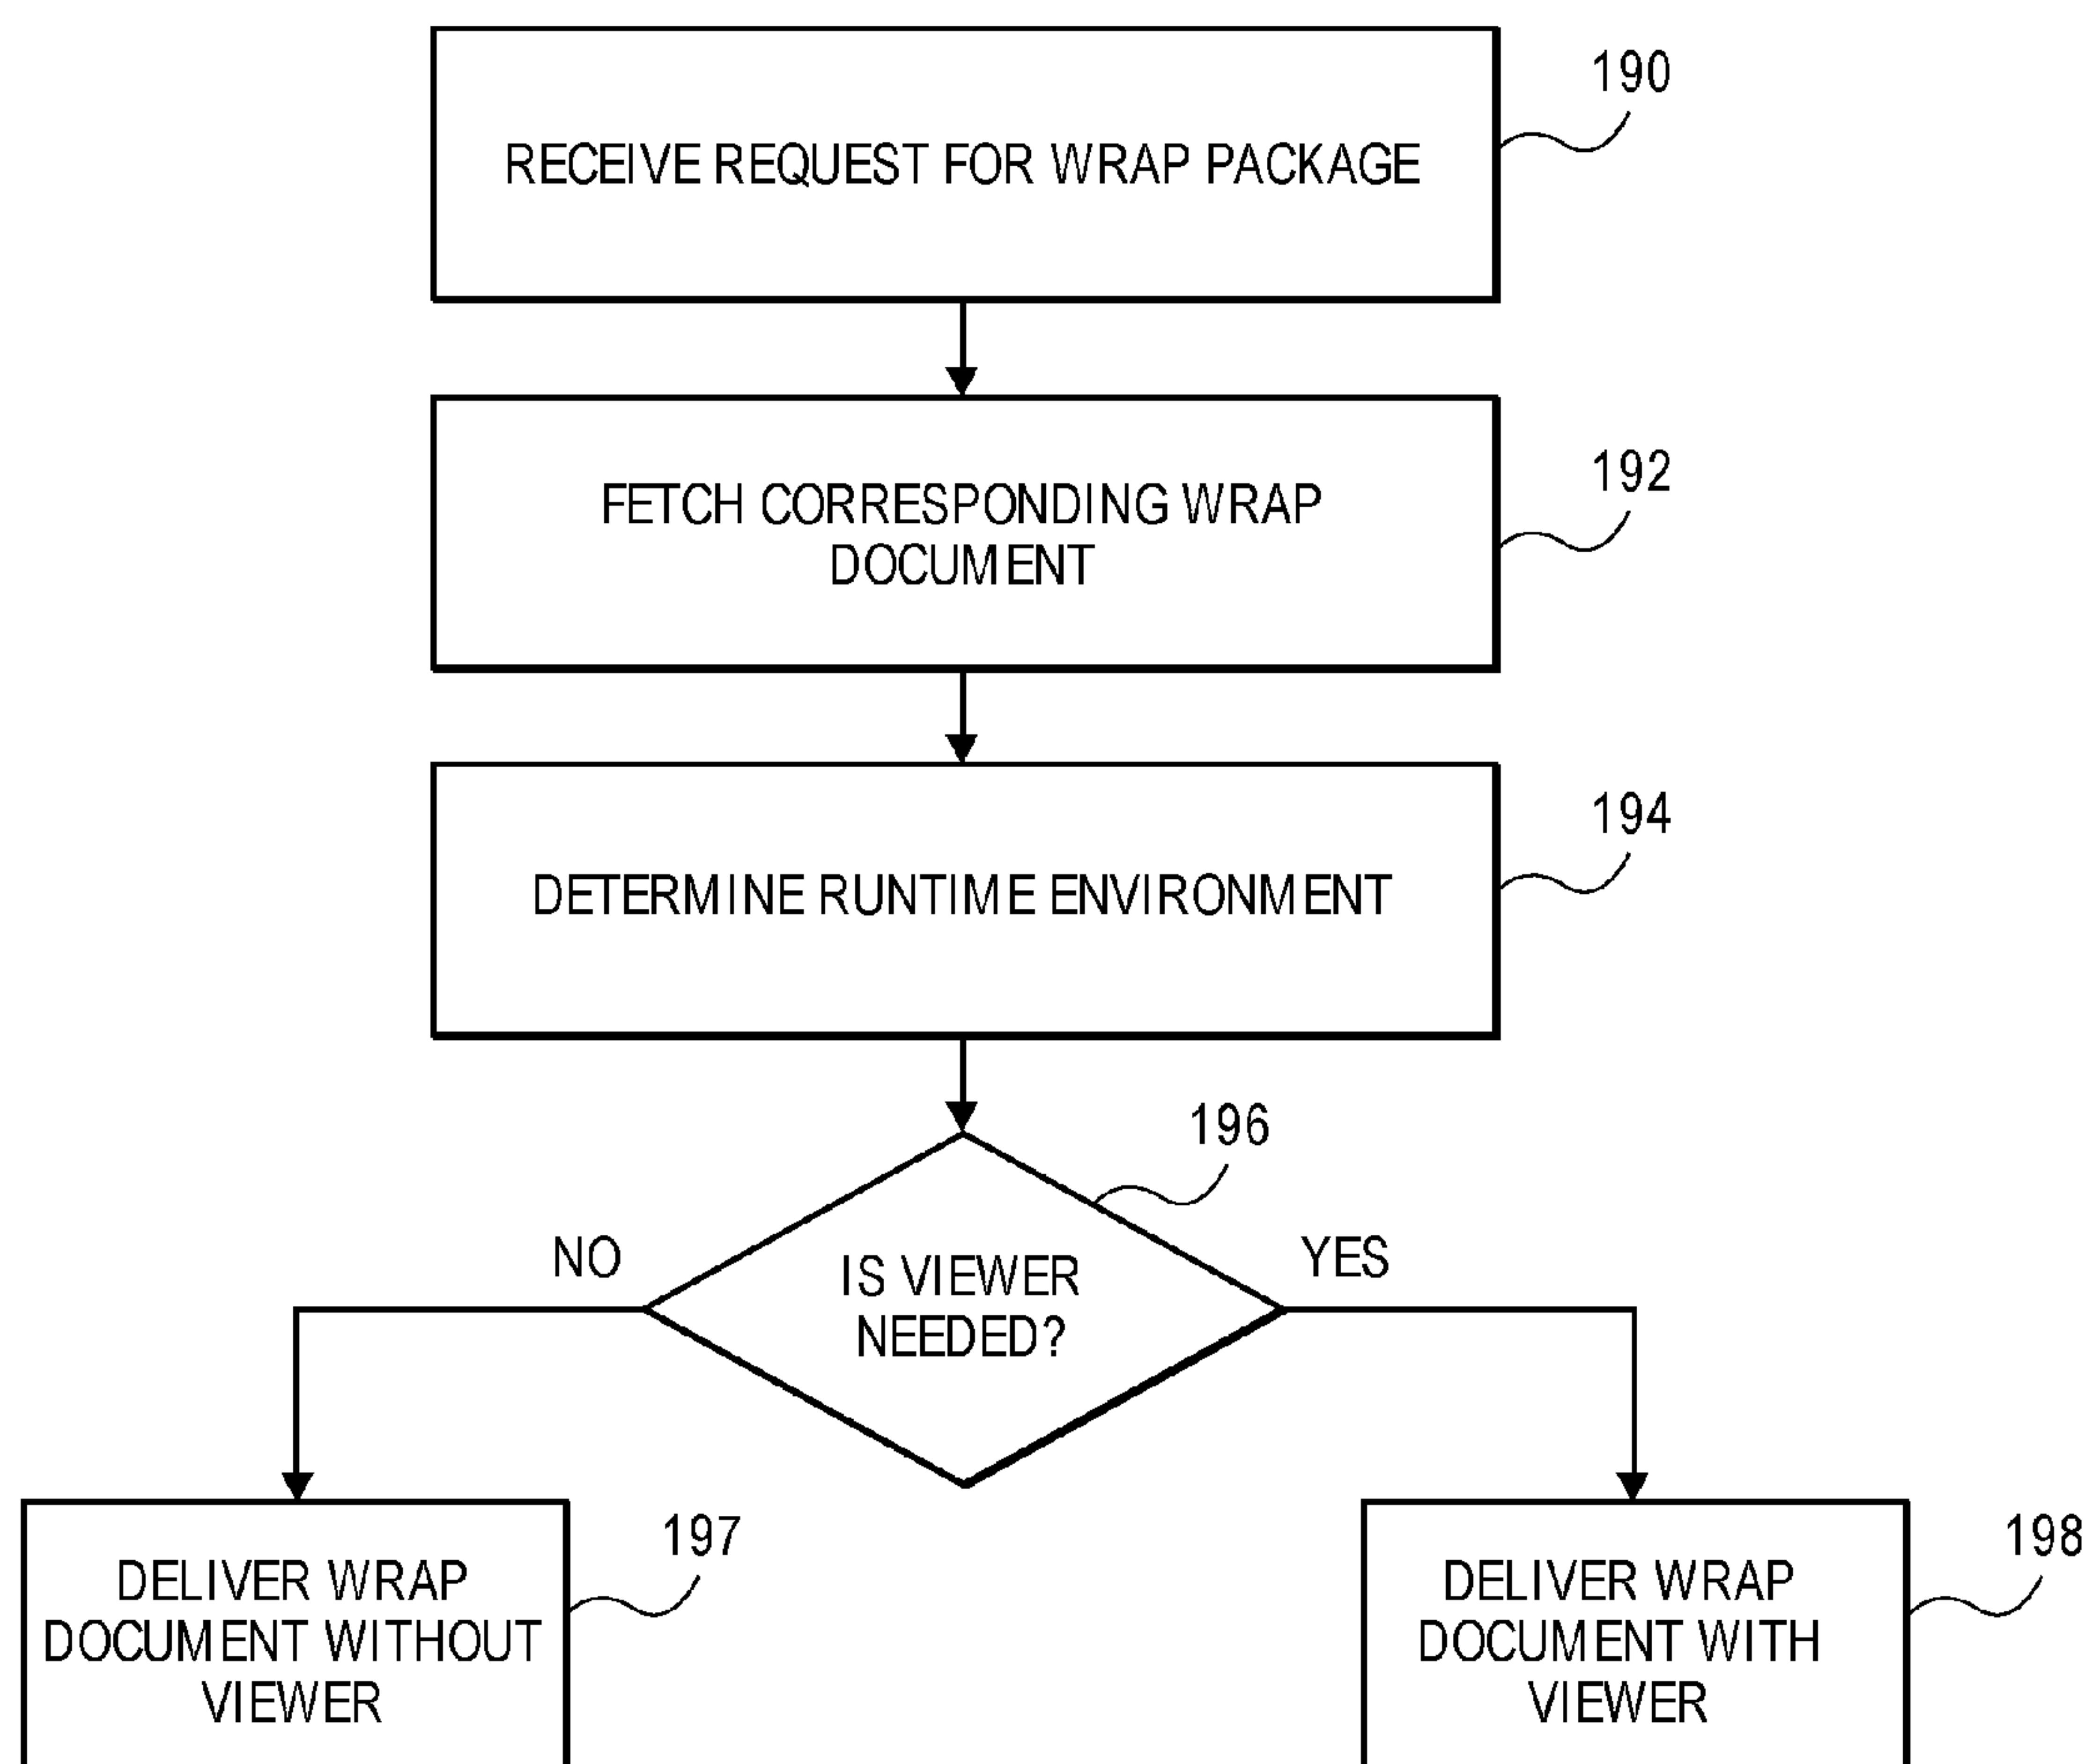 190
RECEIVE REQUEST FOR WRAP PACKAGE
192
FETCH CORRESPONDING WRAP
DOCUMENT
194
DETERMINE RUNTIME ENVIRONMENT
196
NO
YES
IS VIEWER
NEEDED?
197
198
DELIVER WRAP
DOCUMENT WITHOUT
VIEWER
DELIVER WRAP
DOCUMENT WITH
VIEWER